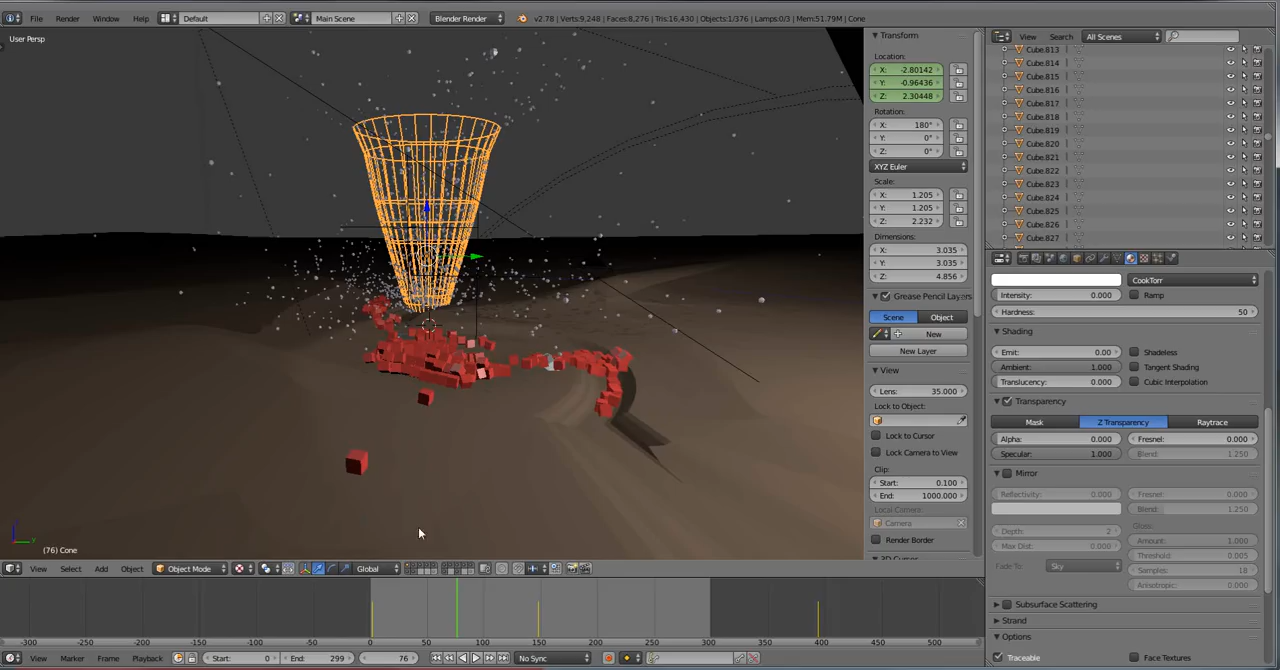 File Render Window Help Default Main Scene Blender Render v2.78 | Verts:9,248 | Faces:8,276 | Tris:16,430 | Objects:1/376 | Lamps:0/3 | Mem:51.79M | Cone
User Persp
(76) Cone
View Select Add Object Object Mode Global
Transform
Location:
X: -2.80142
Y: -0.96436
Z: 2.30448
Rotation:
X: 180°
Y: 0°
Z: 0°
XYZ Euler
Scale:
X: 1.205
Y: 1.205
Z: 2.232
Dimensions:
X: 3.035
Y: 3.035
Z: 4.856
Grease Pencil Layers
Scene Object
New
New Layer
View
Lens: 35.000
Lock to Object:
Lock to Cursor
Lock Camera to View
Clip:
Start: 0.100
End: 1000.000
Local Camera:
Camera
Render Border
3D Cursor
View Search All Scenes
Cube.813
Cube.814
Cube.815
Cube.816
Cube.817
Cube.818
Cube.819
Cube.820
Cube.821
Cube.822
Cube.823
Cube.824
Cube.825
Cube.826
Cube.827
CookTorr
Intensity: 0.000 Ramp
Hardness: 50
Shading
Emit: 0.00 Shadeless
Ambient: 1.000 Tangent Shading
Translucency: 0.000 Cubic Interpolation
Transparency
Mask Z Transparency Raytrace
Alpha: 0.000 Fresnel: 0.000
Specular: 1.000 Blend: 1.250
Mirror
Reflectivity: 0.000 Fresnel: 0.000
Blend: 1.250
Depth: 2 Gloss:
Max Dist: 0.000 Amount: 1.000
Threshold: 0.005
Fade To: Sky Samples: 18
Anisotropic: 0.000
Subsurface Scattering
Strand
Options
Traceable Face Textures
-300 -250 -200 -150 -100 -50 0 50 100 150 200 250 300 350 400 450 500
View Marker Frame Playback Start: 0 End: 299 76 No Sync